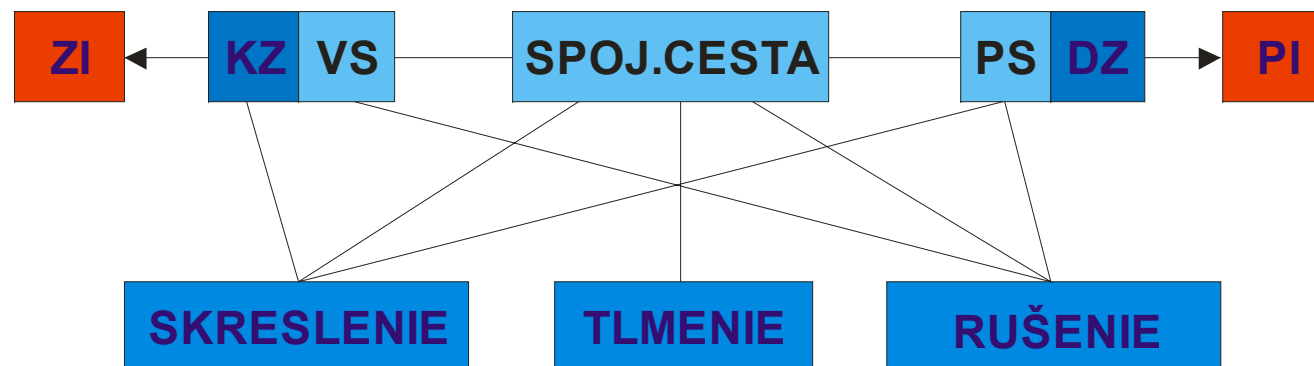 ZI KZ VS SPOJ.CESTA PS DZ PI
SKRESLENIE TLMENIE RUŠENIE